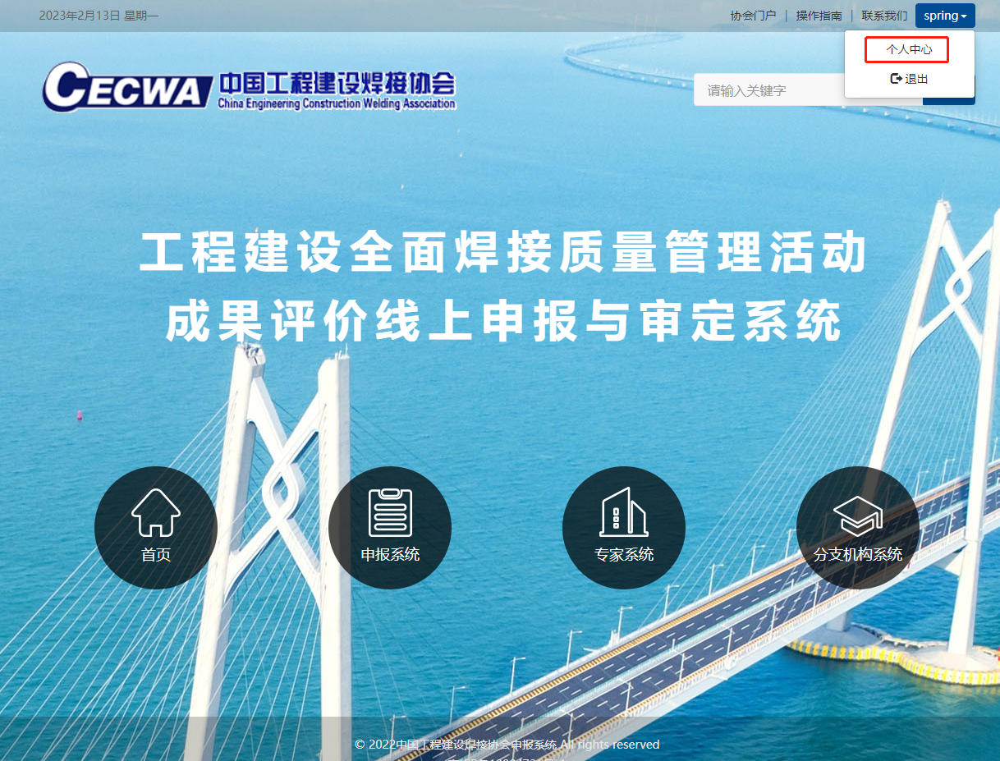 2023年2月13日 星期一
协会门户 | 操作指南 | 联系我们 spring
个人中心
退出
CECWA 中国工程建设焊接协会
China Engineering Construction Welding Association
请输入关键字
工程建设全面焊接质量管理活动
成果评价线上申报与审定系统
首页
申报系统
专家系统
分支机构系统
© 2022中国工程建设焊接协会申报系统 All rights reserved